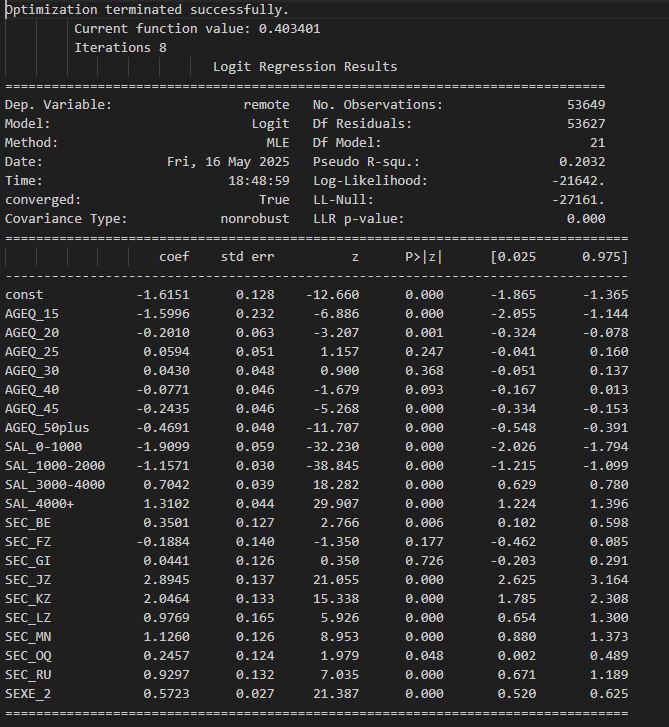 Optimization terminated successfully.
Current function value: 0.403401
Iterations 8
Logit Regression Results
==============================================================================
Dep. Variable: remote No. Observations: 53649
Model: Logit Df Residuals: 53627
Method: MLE Df Model: 21
Date: Fri, 16 May 2025 Pseudo R-squ.: 0.2032
Time: 18:48:59 Log-Likelihood: -21642.
converged: True LL-Null: -27161.
Covariance Type: nonrobust LLR p-value: 0.000
=================================================================================
coef std err z P>|z| [0.025 0.975]
---------------------------------------------------------------------------------
const -1.6151 0.128 -12.660 0.000 -1.865 -1.365
AGEQ_15 -1.5996 0.232 -6.886 0.000 -2.055 -1.144
AGEQ_20 -0.2010 0.063 -3.207 0.001 -0.324 -0.078
AGEQ_25 0.0594 0.051 1.157 0.247 -0.041 0.160
AGEQ_30 0.0430 0.048 0.900 0.368 -0.051 0.137
AGEQ_40 -0.0771 0.046 -1.679 0.093 -0.167 0.013
AGEQ_45 -0.2435 0.046 -5.268 0.000 -0.334 -0.153
AGEQ_50plus -0.4691 0.040 -11.707 0.000 -0.548 -0.391
SAL_0-1000 -1.9099 0.059 -32.230 0.000 -2.026 -1.794
SAL_1000-2000 -1.1571 0.030 -38.845 0.000 -1.215 -1.099
SAL_3000-4000 0.7042 0.039 18.282 0.000 0.629 0.780
SAL_4000+ 1.3102 0.044 29.907 0.000 1.224 1.396
SEC_BE 0.3501 0.127 2.766 0.006 0.102 0.598
SEC_FZ -0.1884 0.140 -1.350 0.177 -0.462 0.085
SEC_GI 0.0441 0.126 0.350 0.726 -0.203 0.291
SEC_JZ 2.8945 0.137 21.055 0.000 2.625 3.164
SEC_KZ 2.0464 0.133 15.338 0.000 1.785 2.308
SEC_LZ 0.9769 0.165 5.926 0.000 0.654 1.300
SEC_MN 1.1260 0.126 8.953 0.000 0.880 1.373
SEC_OQ 0.2457 0.124 1.979 0.048 0.002 0.489
SEC_RU 0.9297 0.132 7.035 0.000 0.671 1.189
SEXE_2 0.5723 0.027 21.387 0.000 0.520 0.625
=================================================================================